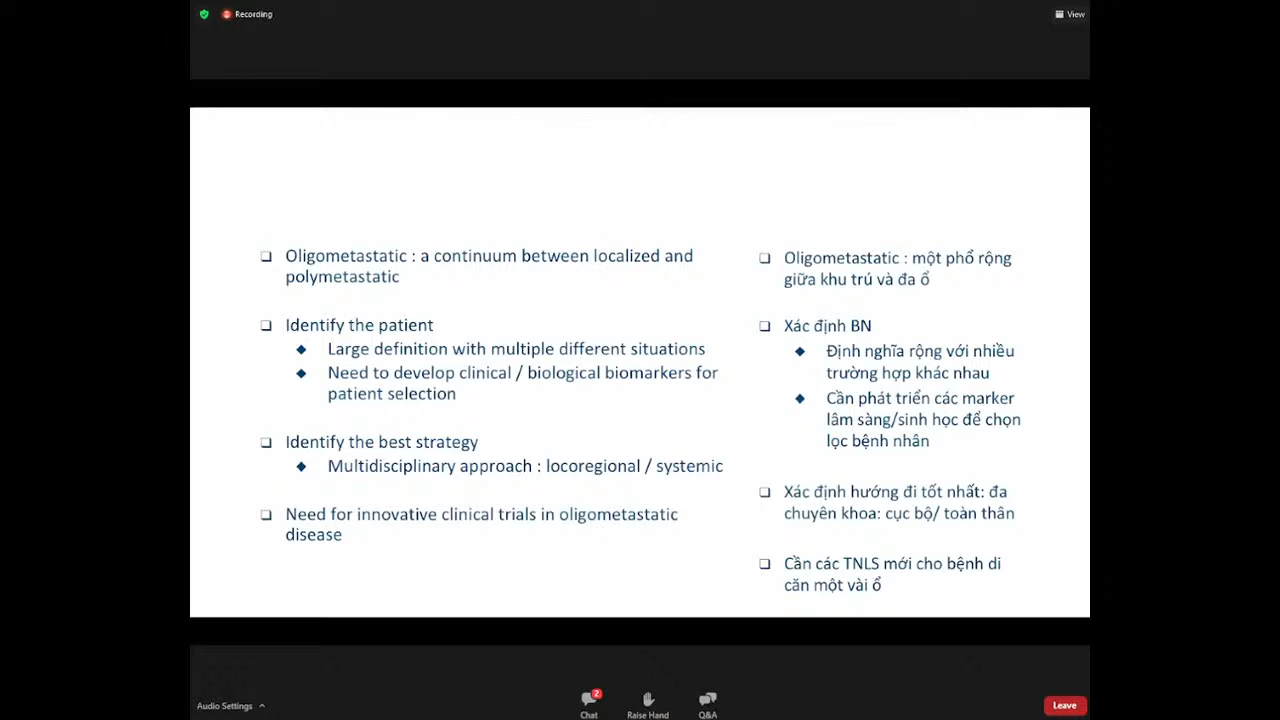 Recording
View
Oligometastatic : a continuum between localized and
polymetastatic
Identify the patient
Large definition with multiple different situations
Need to develop clinical / biological biomarkers for
patient selection
Identify the best strategy
Multidisciplinary approach : locoregional / systemic
Need for innovative clinical trials in oligometastatic
disease
Oligometastatic : một phổ rộng
giữa khu trú và đa ổ
Xác định BN
Định nghĩa rộng với nhiều
trường hợp khác nhau
Cần phát triển các marker
lâm sàng/sinh học để chọn
lọc bệnh nhân
Xác định hướng đi tốt nhất: đa
chuyên khoa: cục bộ/ toàn thân
Cần các TNLS mới cho bệnh di
căn một vài ổ
Audio Settings
2
Chat
Raise Hand
Q&A
Leave